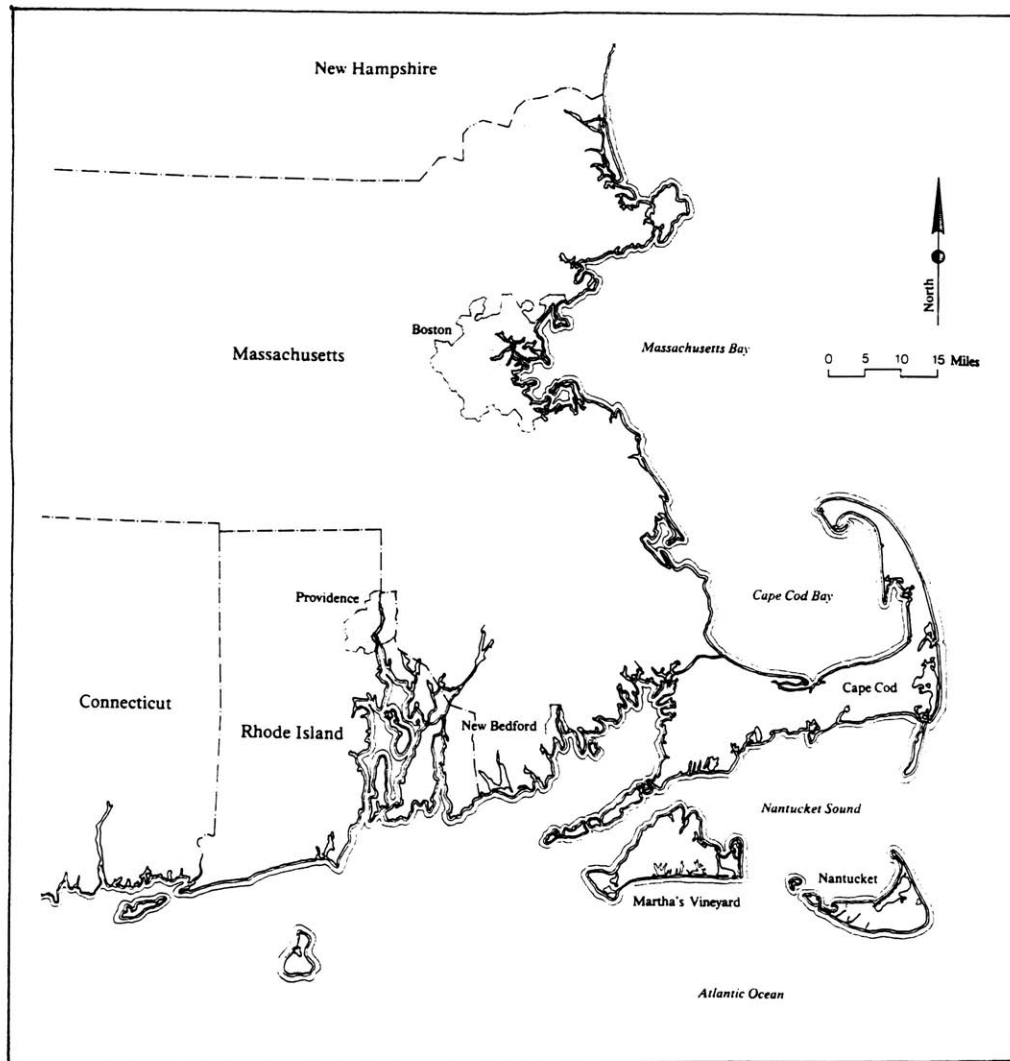 New Hampshire
Boston
Massachusetts
Massachusetts Bay
North
0 5 10 15 Miles
Providence
Cape Cod Bay
Connecticut
Rhode Island
New Bedford
Cape Cod
Nantucket Sound
Martha's Vineyard
Nantucket
Atlantic Ocean